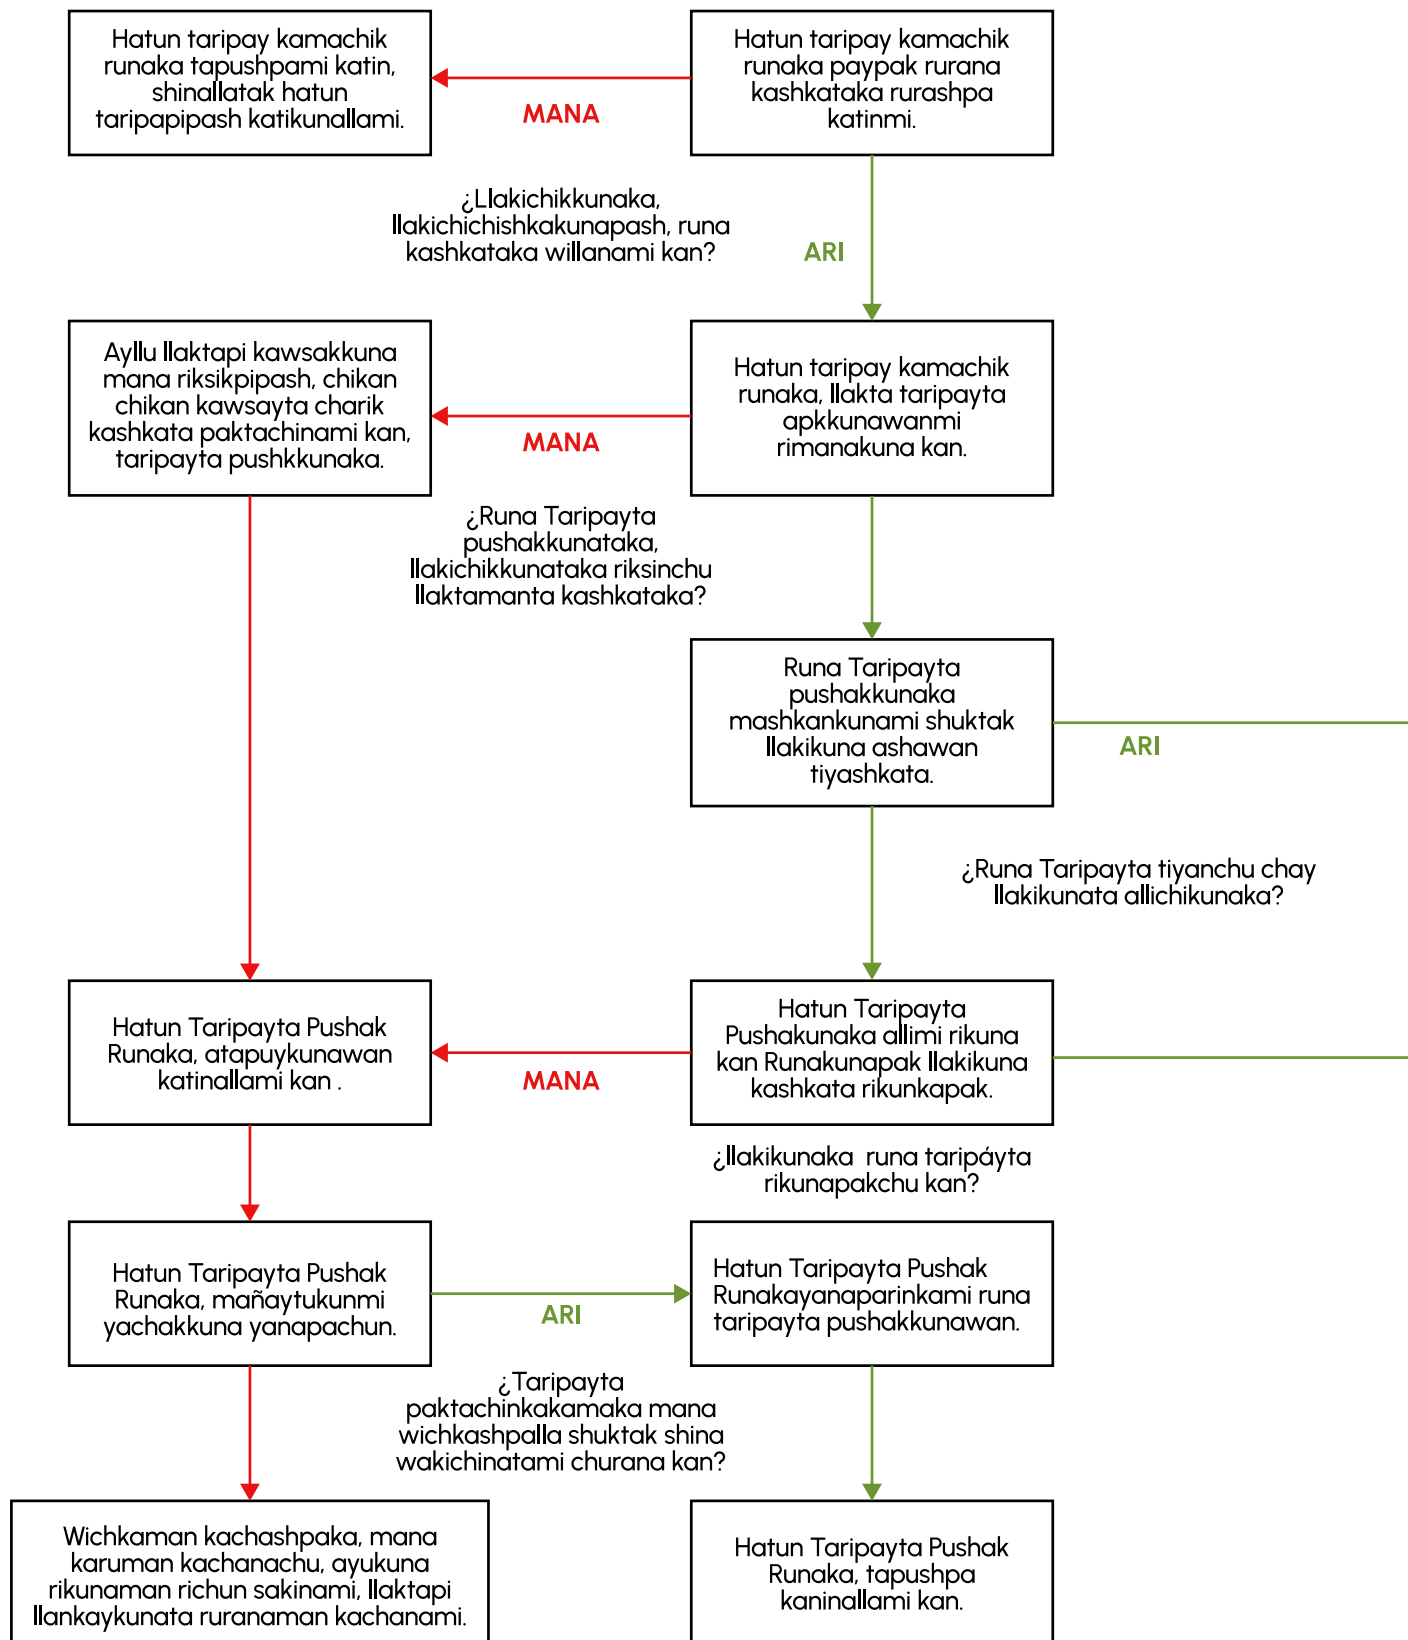 Hatun taripay kamachik
runaka tapushpami katin,
shinallatak hatun
taripapipash katikunallami.
MANA
Hatun taripay kamachik
runaka paypak rurana
kashkataka rurashpa
katinmi.
¿Llakichikkunaka,
llakichichishkakunapash, runa
kashkataka willanami kan?
ARI
Ayllu llaktapi kawsakkuna
mana riksikpipash, chikan
chikan kawsayta charik
kashkata paktachinami kan,
taripayta pushkkunaka.
MANA
Hatun taripay kamachik
runaka, llakta taripayta
apkkunawanmi
rimanakuna kan.
¿Runa Taripayta
pushakkunataka,
llakichikkunataka riksinchu
llaktamanta kashkataka?
Runa Taripayta
pushakkunaka
mashkankunami shuktak
llakikuna ashawan
tiyashkata.
ARI
¿Runa Taripayta tiyanchu chay
llakikunata allichikunaka?
Hatun Taripayta Pushak
Runaka, atapuykunawan
katinallami kan .
MANA
Hatun Taripayta
Pushakunaka allimi rikuna
kan Runakunapak llakikuna
kashkata rikunkapak.
¿llakikunaka  runa taripáyta
rikunapakchu kan?
Hatun Taripayta Pushak
Runaka, mañaytukunmi
yachakkuna yanapachun.
ARI
Hatun Taripayta Pushak
Runakayanaparinkami runa
taripayta pushakkunawan.
¿Taripayta
paktachinkakamaka mana
wichkashpalla shuktak shina
wakichinatami churana kan?
Wichkaman kachashpaka, mana
karuman kachanachu, ayukuna
rikunaman richun sakinami, llaktapi
llankaykunata ruranaman kachanami.
Hatun Taripayta Pushak
Runaka, tapushpa
kaninallami kan.